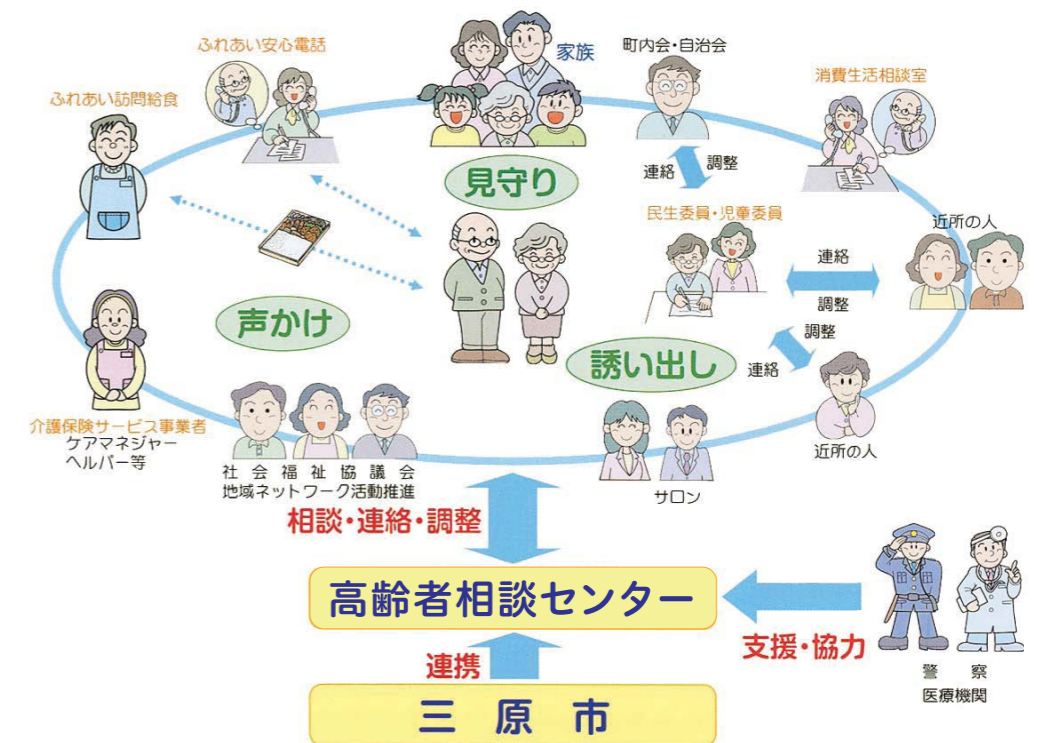 ふれあい安心電話
家族
町内会・自治会
消費生活相談室
ふれあい訪問給食
見守り
連絡
調整
民生委員・児童委員
近所の人
連絡
調整
声かけ
調整
誘い出し
連絡
介護保険サービス事業者
ケアマネジャー
ヘルパー等
近所の人
社会福祉協議会
地域ネットワーク活動推進
サロン
相談・連絡・調整
高齢者相談センター
支援・協力
連携
警察
医療機関
三原市